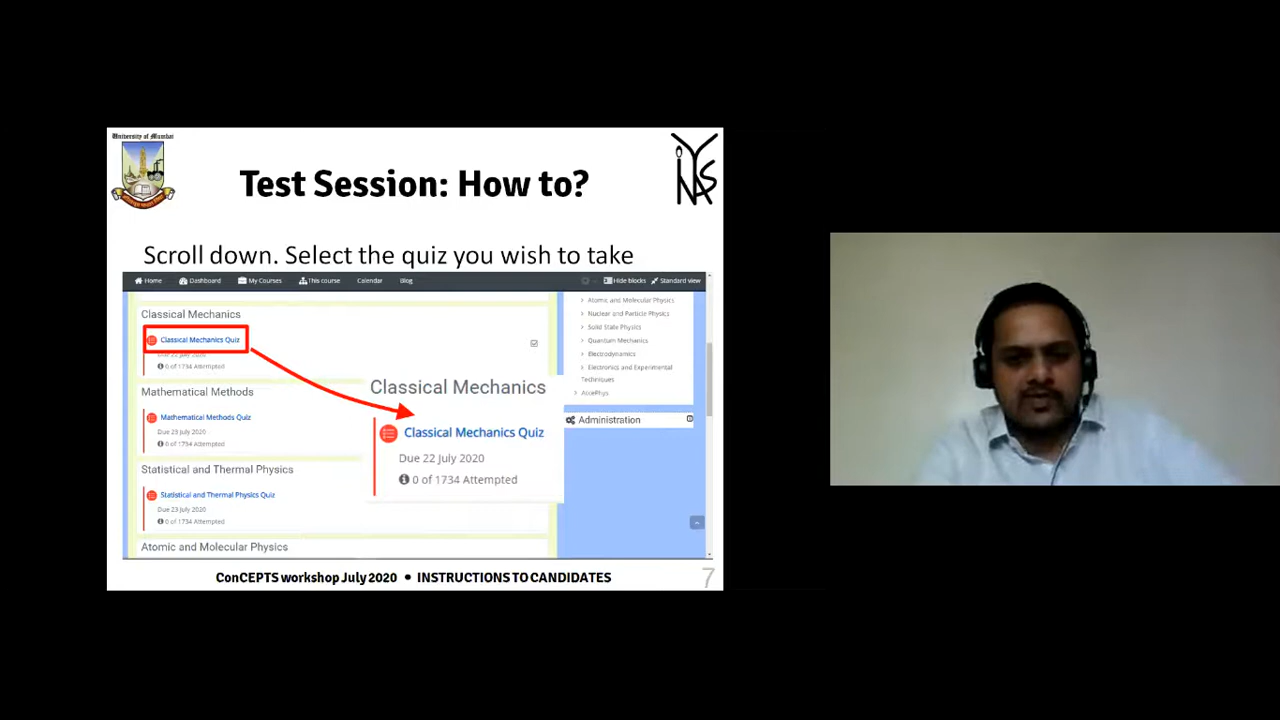 University of Mumbai
Test Session: How to?
Scroll down. Select the quiz you wish to take
Home Dashboard My Courses This course Calendar Blog Hide blocks Standard view
Classical Mechanics
Classical Mechanics Quiz
Due 22 July 2020
0 of 1734 Attempted
Mathematical Methods
Mathematical Methods Quiz
Due 23 July 2020
0 of 1734 Attempted
Statistical and Thermal Physics
Statistical and Thermal Physics Quiz
Due 23 July 2020
0 of 1734 Attempted
Atomic and Molecular Physics
Classical Mechanics
Classical Mechanics Quiz
Due 22 July 2020
0 of 1734 Attempted
Atomic and Molecular Physics
Nuclear and Particle Physics
Solid State Physics
Quantum Mechanics
Electrodynamics
Electronics and Experimental
Techniques
Administration
ConCEPTS workshop July 2020 • INSTRUCTIONS TO CANDIDATES
7